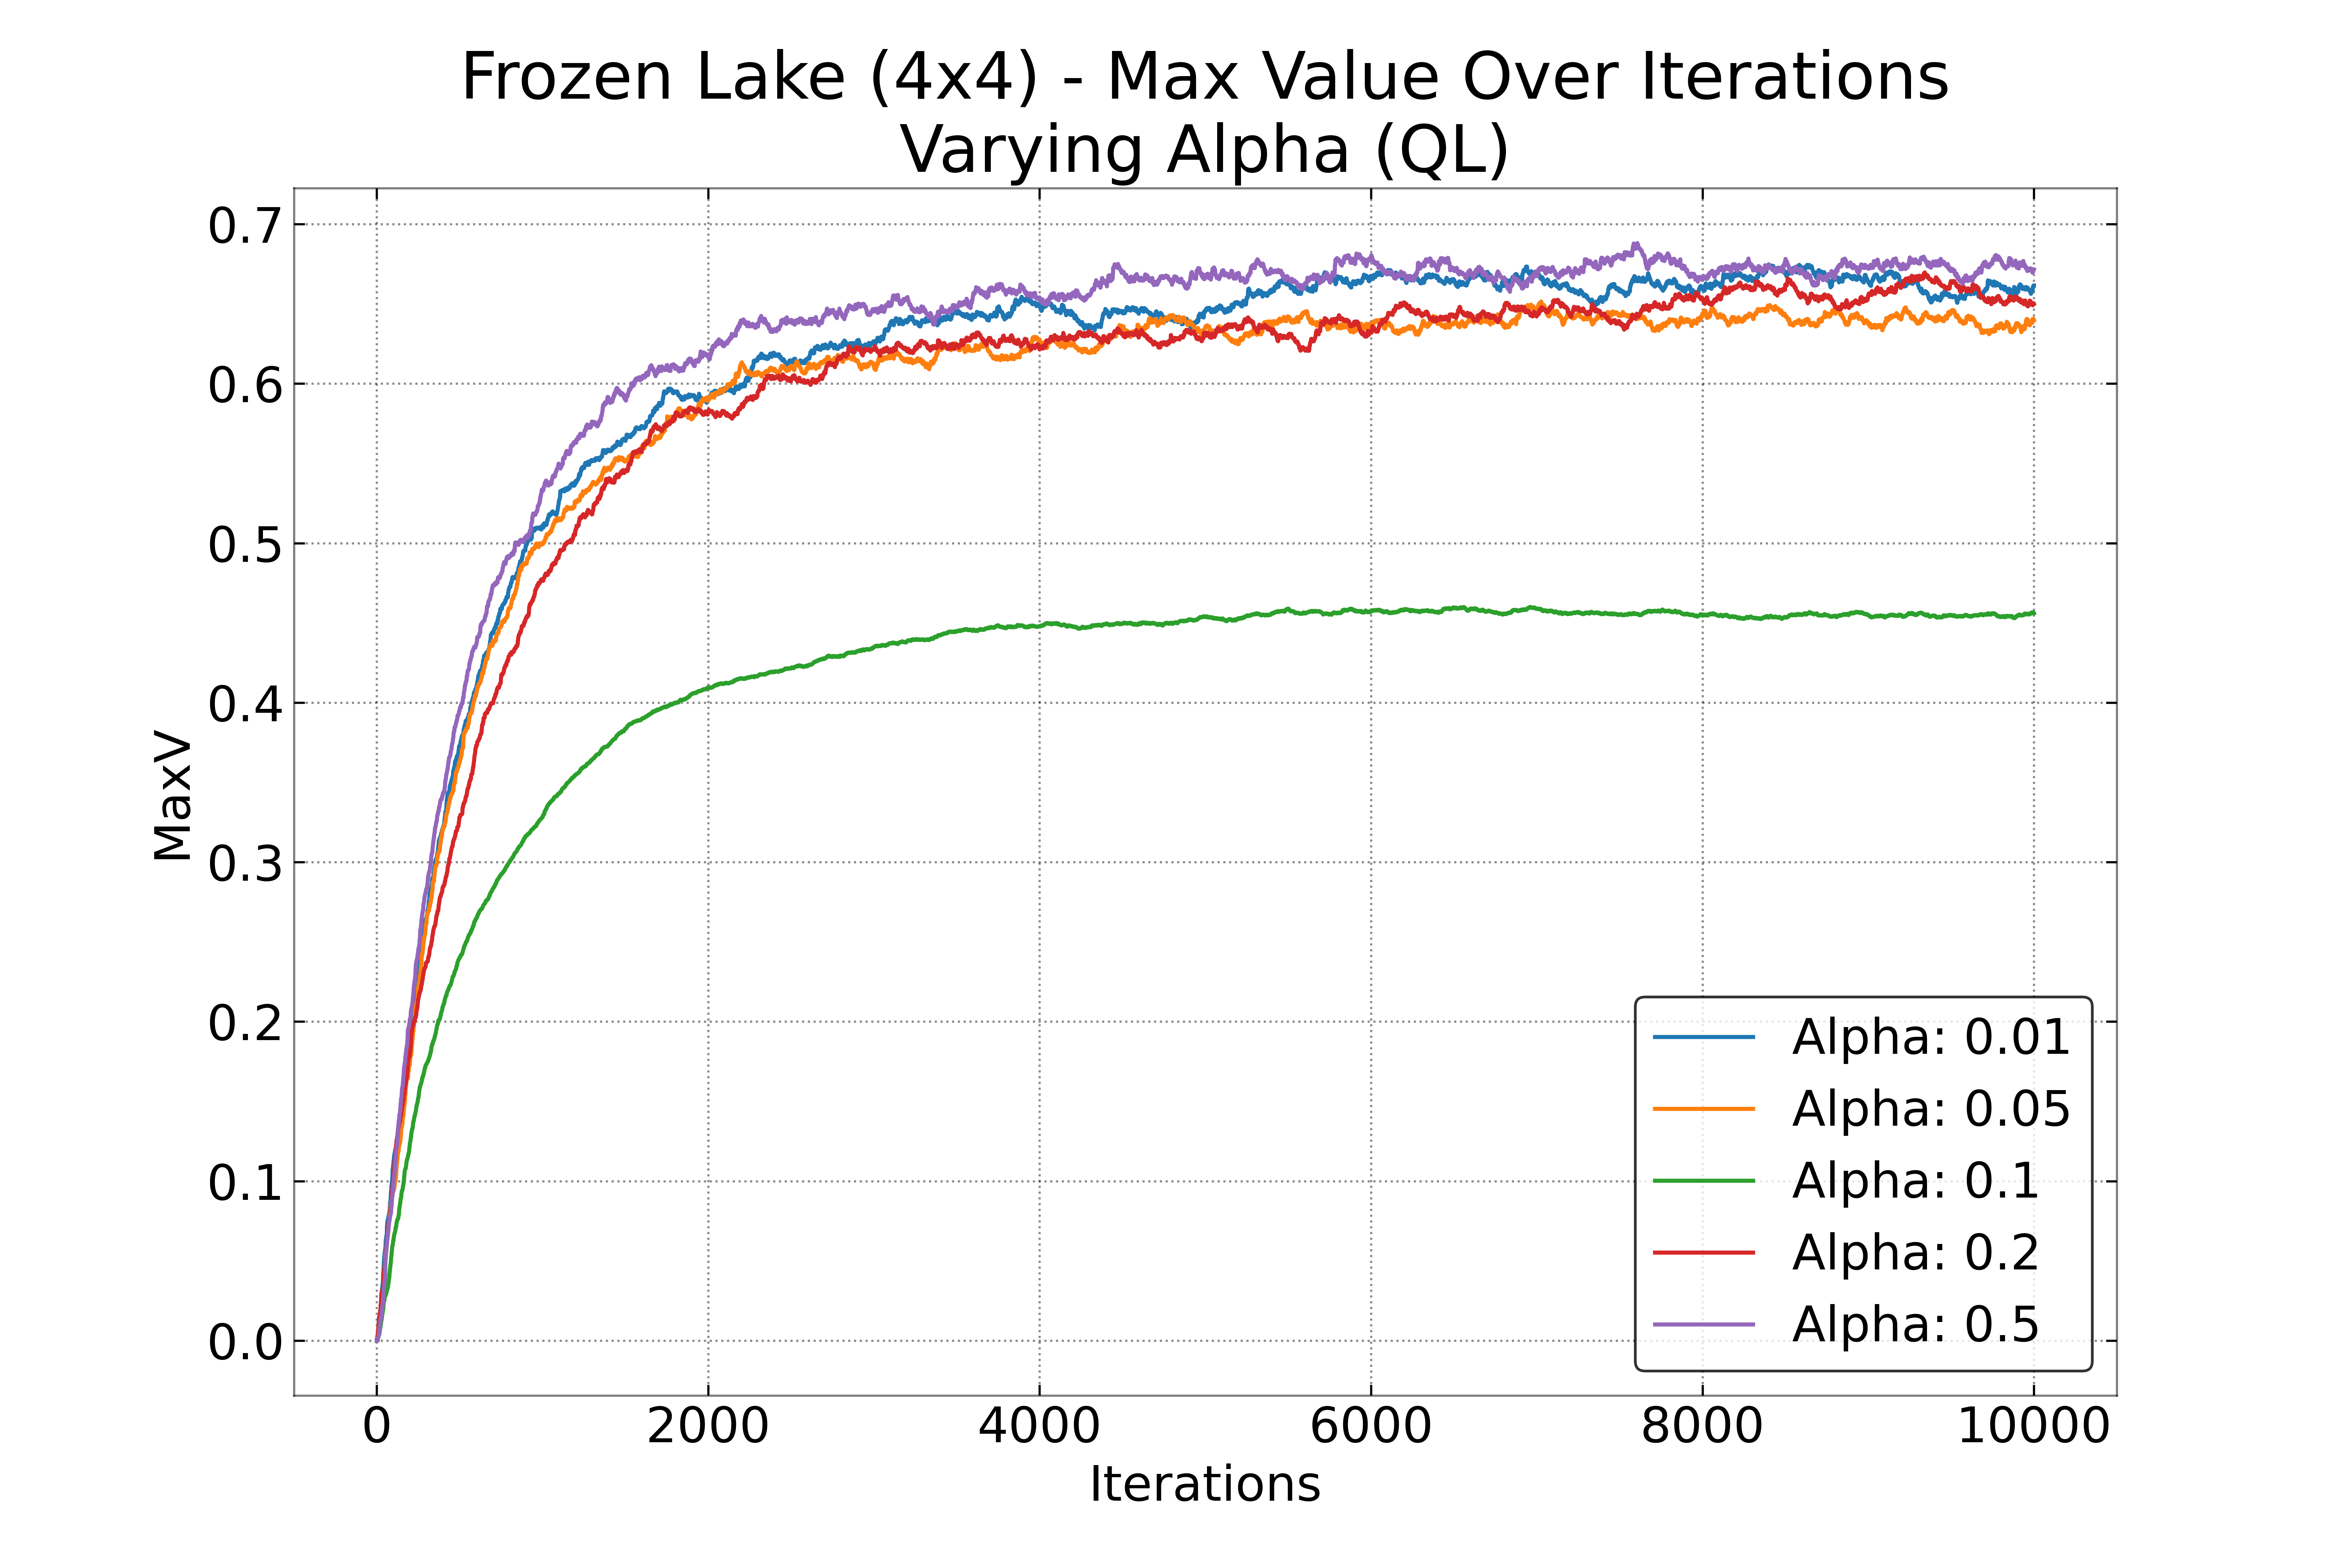 Frozen Lake (4x4) - Max Value Over Iterations
Varying Alpha (QL)
0.7
0.6
0.5
0.4
0.3
0.2
0.1
0.0
MaxV
Alpha: 0.01
Alpha: 0.05
Alpha: 0.1
Alpha: 0.2
Alpha: 0.5
0 2000 4000 6000 8000 10000
Iterations